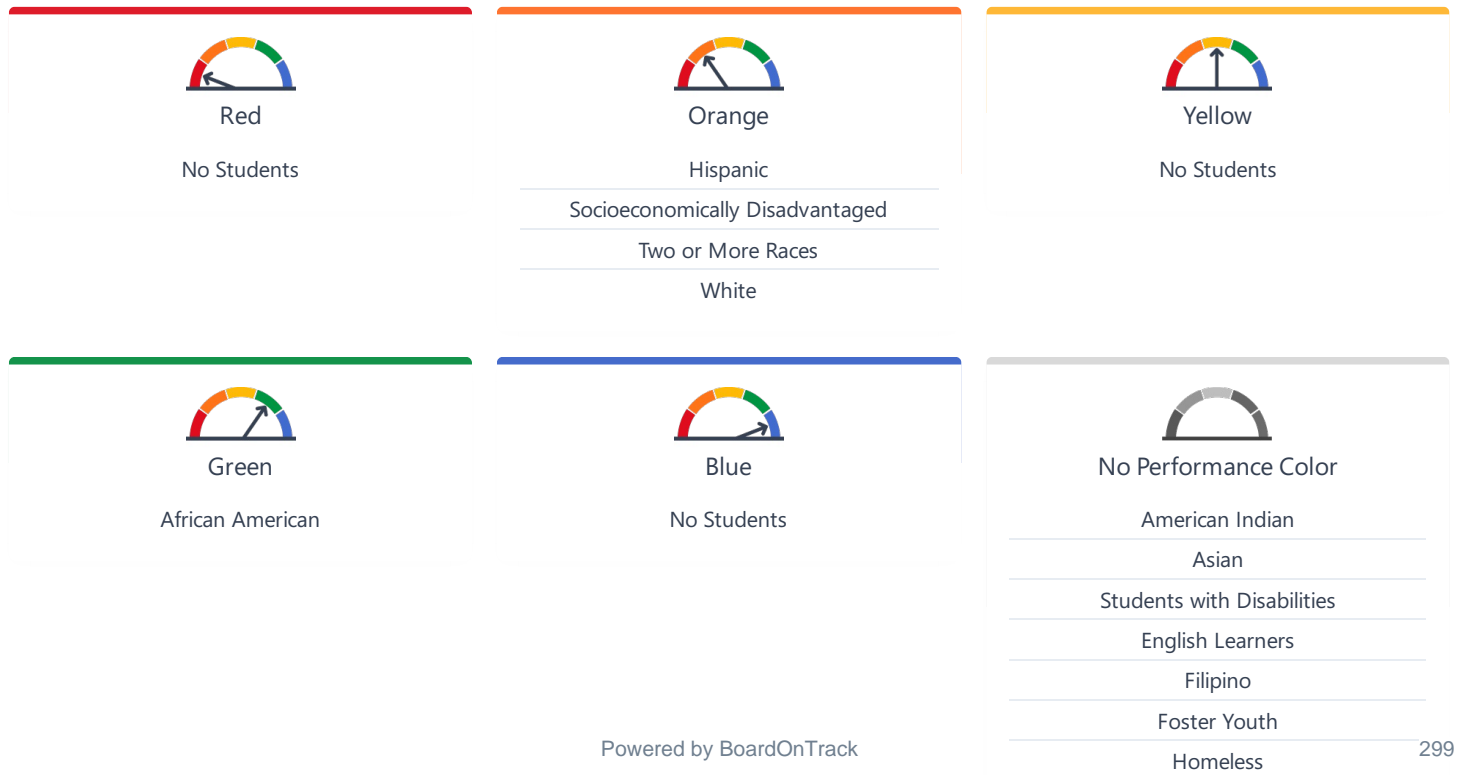 Red
No Students
Orange
Hispanic
Socioeconomically Disadvantaged
Two or More Races
White
Yellow
No Students
Green
African American
Blue
No Students
No Performance Color
American Indian
Asian
Students with Disabilities
English Learners
Filipino
Foster Youth
Homeless
Powered by BoardOnTrack
299